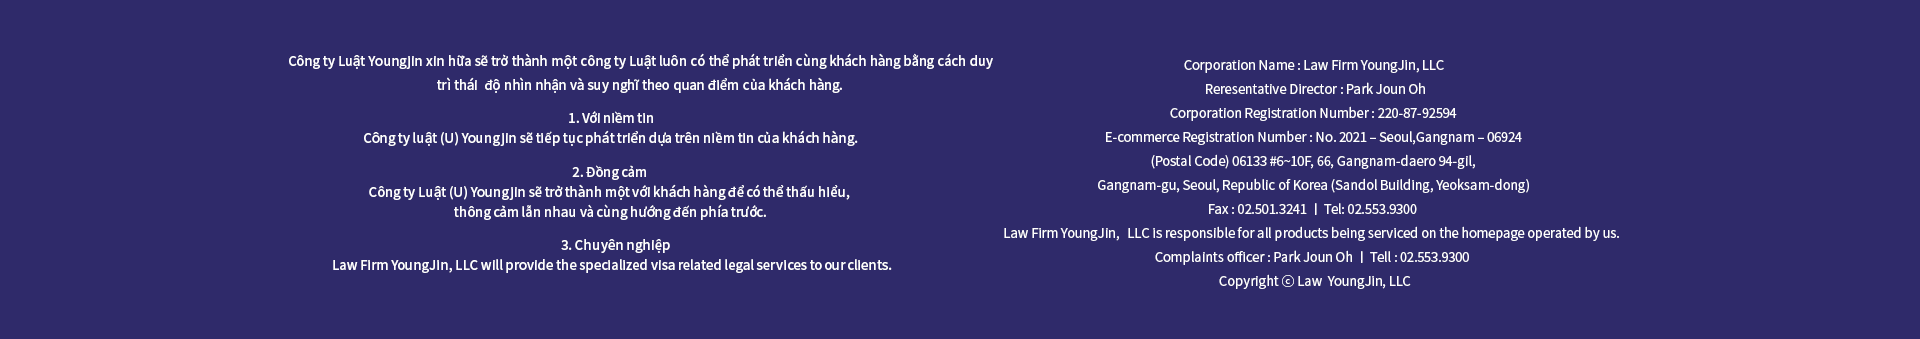 Công ty Luật YoungJin xin hữa sẽ trở thành một công ty Luật luôn có thể phát triển cùng khách hàng bằng cách duy
trì thái độ nhìn nhận và suy nghĩ theo quan điểm của khách hàng.
1. Với niềm tin
Công ty luật (U) YoungJin sẽ tiếp tục phát triển dựa trên niềm tin của khách hàng.
2. Đồng cảm
Công ty Luật (U) YoungJin sẽ trở thành một với khách hàng để có thể thấu hiểu,
thông cảm lẫn nhau và cùng hướng đến phía trước.
3. Chuyên nghiệp
Law Firm YoungJin, LLC will provide the specialized visa related legal services to our clients.
Corporation Name : Law Firm YoungJin, LLC
Reresentative Director : Park Joun Oh
Corporation Registration Number : 220-87-92594
E-commerce Registration Number : No. 2021 – Seoul,Gangnam – 06924
(Postal Code) 06133 #6~10F, 66, Gangnam-daero 94-gil,
Gangnam-gu, Seoul, Republic of Korea (Sandol Building, Yeoksam-dong)
Fax : 02.501.3241 | Tel: 02.553.9300
Law Firm YoungJin, LLC is responsible for all products being serviced on the homepage operated by us.
Complaints officer : Park Joun Oh | Tell : 02.553.9300
Copyright ⓒ Law YoungJin, LLC